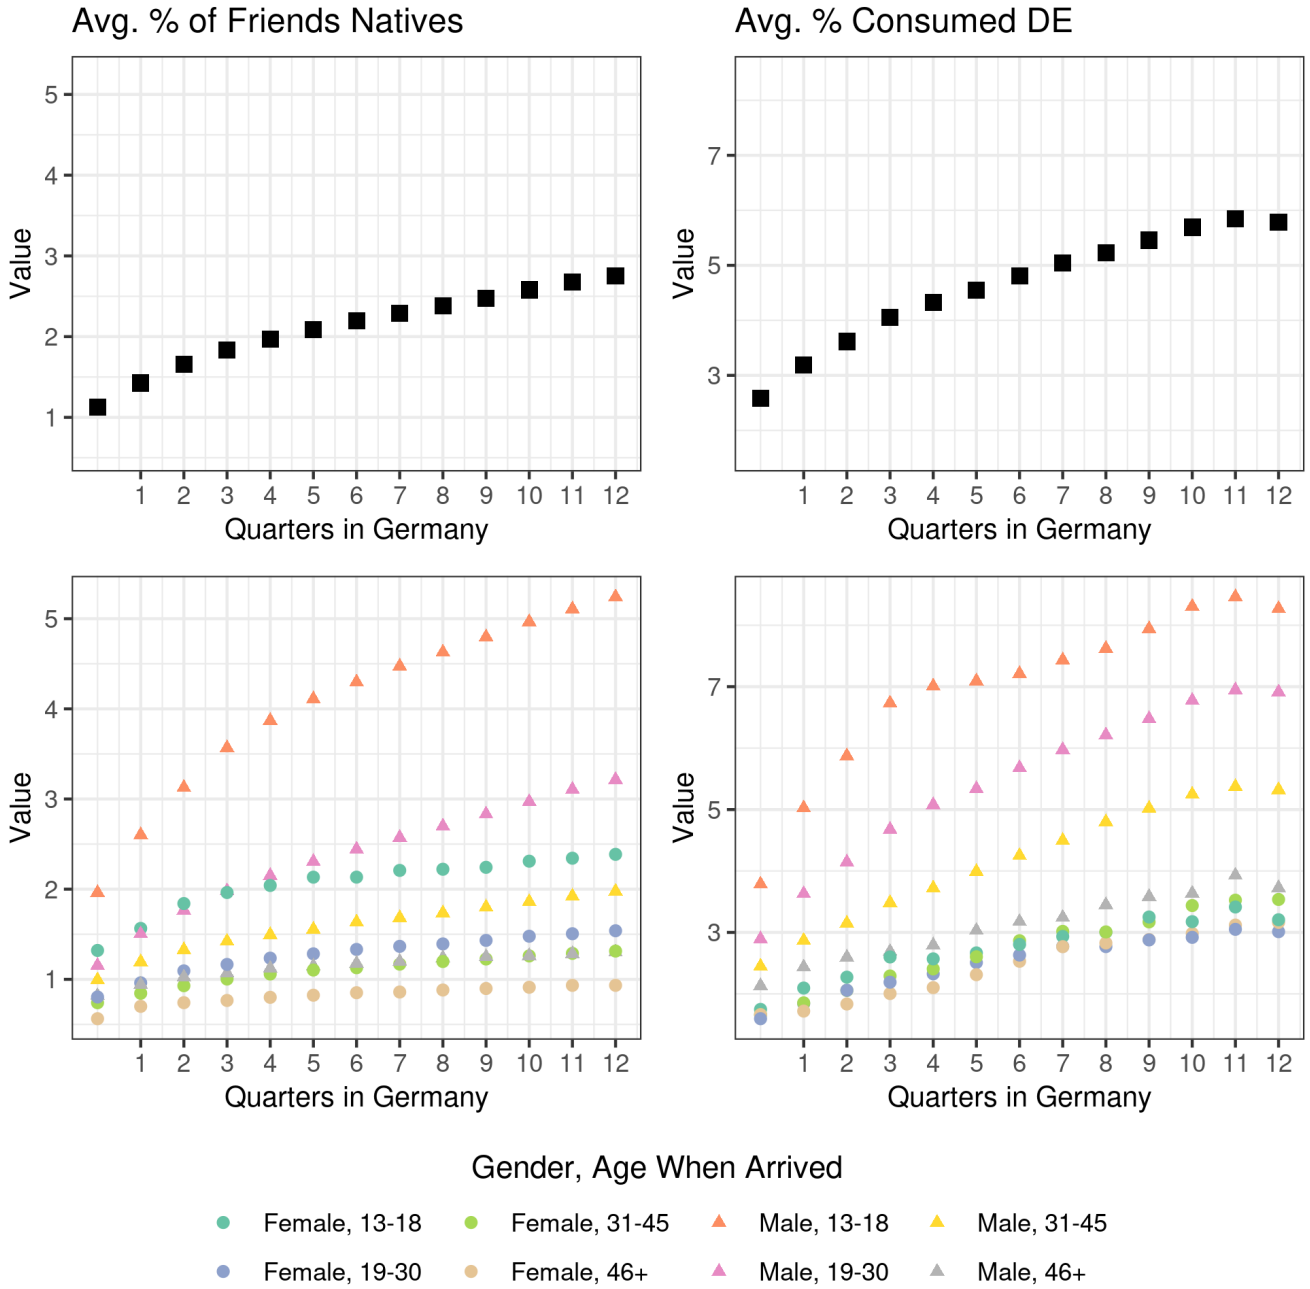 Avg. % of Friends Natives
Avg. % Consumed DE
Value
5
4
3
2
1
1 2 3 4 5 6 7 8 9 10 11 12
Quarters in Germany
Value
7
5
3
1 2 3 4 5 6 7 8 9 10 11 12
Quarters in Germany
Value
5
4
3
2
1
1 2 3 4 5 6 7 8 9 10 11 12
Quarters in Germany
Value
7
5
3
1 2 3 4 5 6 7 8 9 10 11 12
Quarters in Germany
Gender, Age When Arrived
Female, 13-18 Female, 31-45 Male, 13-18 Male, 31-45
Female, 19-30 Female, 46+ Male, 19-30 Male, 46+